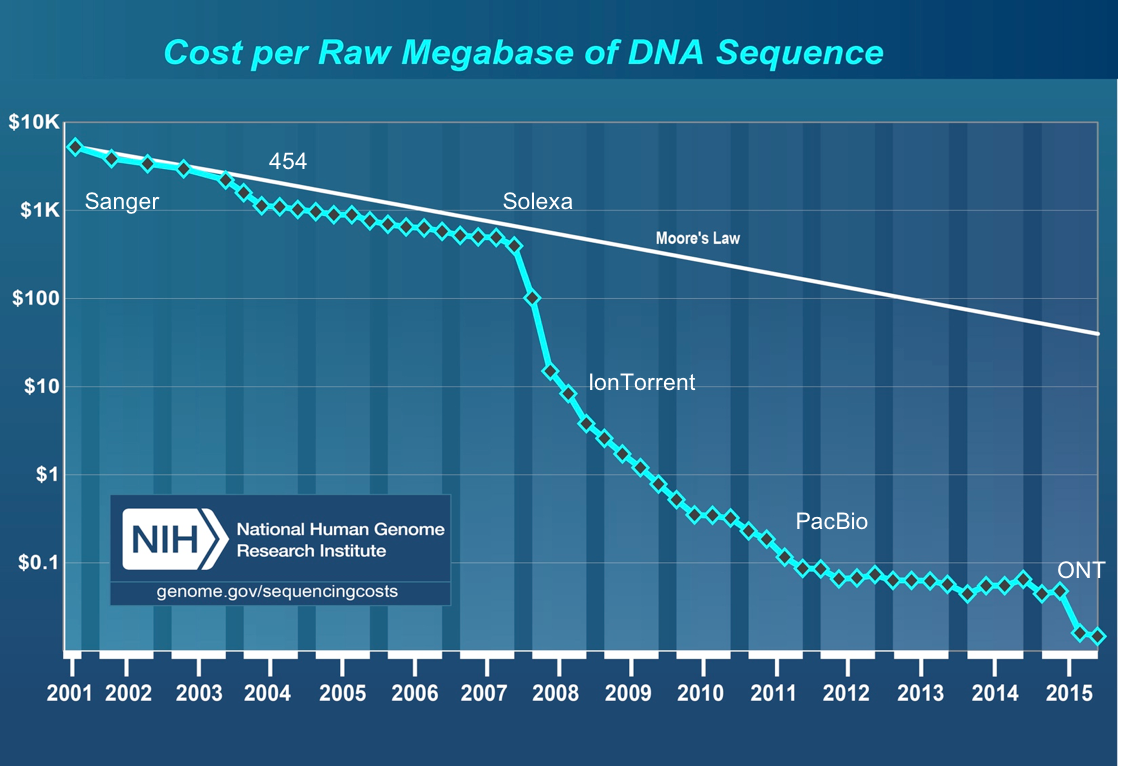 Cost per Raw Megabase of DNA Sequence
$10K
454
Sanger
Solexa
$1K
Moore's Law
$100
IonTorrent
$10
$1
PacBio
NIH
National Human Genome
Research Institute
genome.gov/sequencingcosts
$0.1
ONT
2001 2002 2003 2004 2005 2006 2007 2008 2009 2010 2011 2012 2013 2014 2015